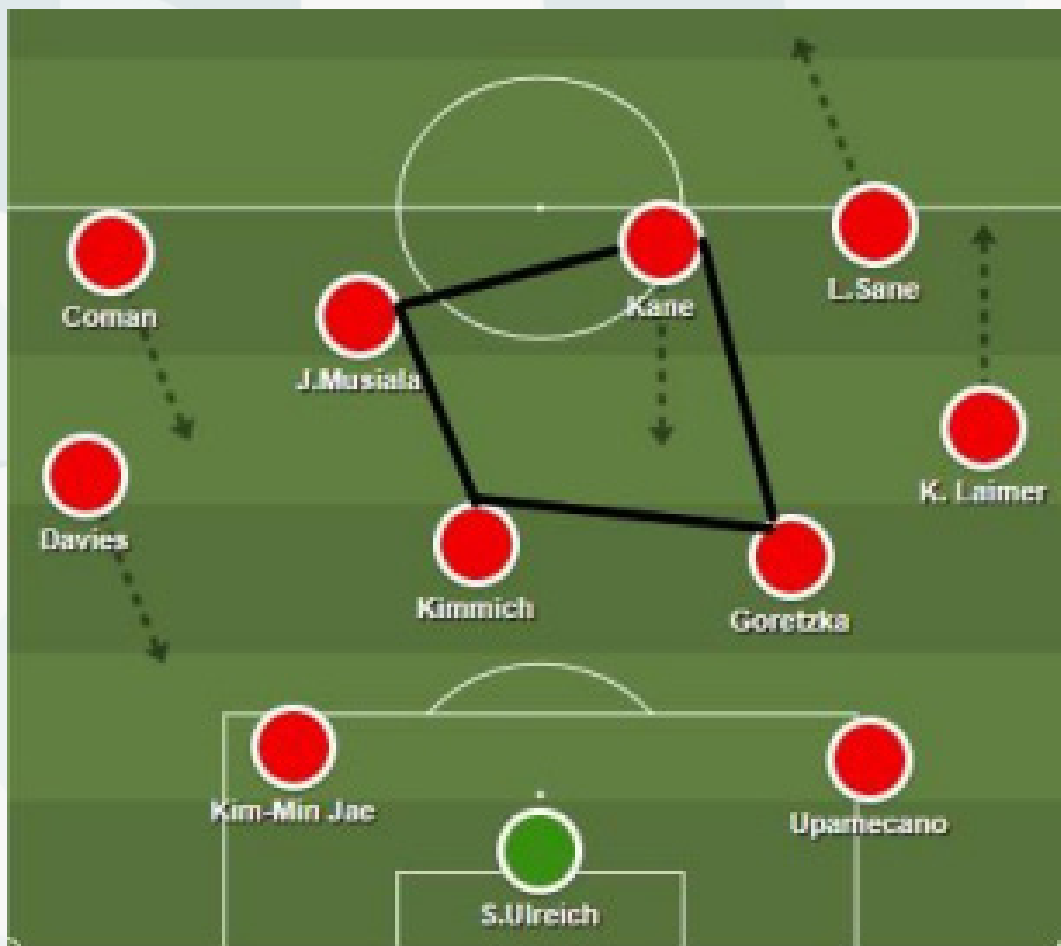 L.Sane
Kane
Coman
J.Musiala
K. Laimer
Davies
Kimmich
Goretzka
Kim-Min Jae
Upamecano
S.Ulreich